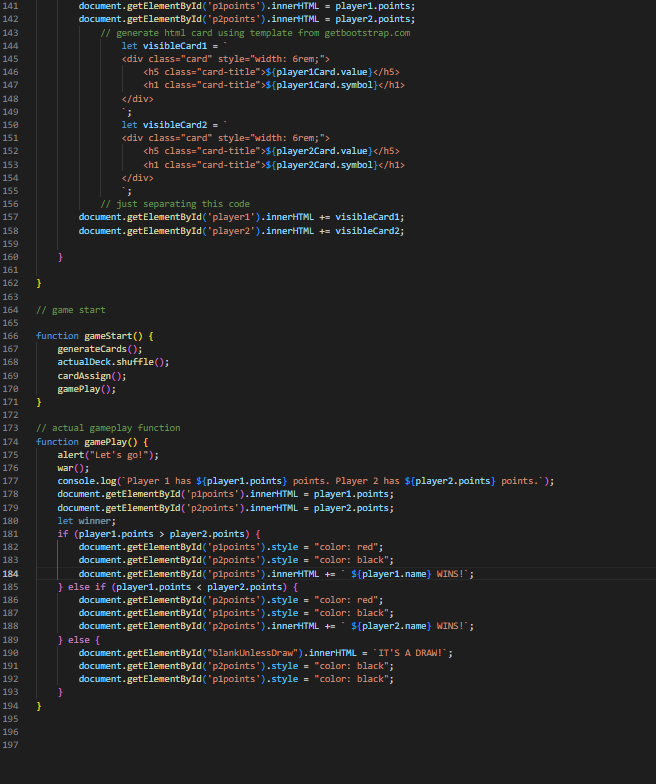 141 document.getElementById('p1points').innerHTML = player1.points;
142 document.getElementById('p2points').innerHTML = player2.points;
143 // generate html card using template from getbootstrap.com
144 let visibleCard1 = `
145 <div class="card" style="width: 6rem;">
146 <h5 class="card-title">${player1Card.value}</h5>
147 <h1 class="card-title">${player1Card.symbol}</h1>
148 </div>
149 `;
150 let visibleCard2 = `
151 <div class="card" style="width: 6rem;">
152 <h5 class="card-title">${player2Card.value}</h5>
153 <h1 class="card-title">${player2Card.symbol}</h1>
154 </div>
155 `;
156 // just separating this code
157 document.getElementById('player1').innerHTML += visibleCard1;
158 document.getElementById('player2').innerHTML += visibleCard2;
159
160 }
161
162 }
163
164 // game start
165
166 function gameStart() {
167 generateCards();
168 actualDeck.shuffle();
169 cardAssign();
170 gamePlay();
171 }
172
173 // actual gameplay function
174 function gamePlay() {
175 alert("Let's go!");
176 war();
177 console.log(`Player 1 has ${player1.points} points. Player 2 has ${player2.points} points.`);
178 document.getElementById('p1points').innerHTML = player1.points;
179 document.getElementById('p2points').innerHTML = player2.points;
180 let winner;
181 if (player1.points > player2.points) {
182 document.getElementById('p1points').style = "color: red";
183 document.getElementById('p2points').style = "color: black";
184 document.getElementById('p1points').innerHTML += ` ${player1.name} WINS!`;
185 } else if (player1.points < player2.points) {
186 document.getElementById('p2points').style = "color: red";
187 document.getElementById('p1points').style = "color: black";
188 document.getElementById('p2points').innerHTML += ` ${player2.name} WINS!`;
189 } else {
190 document.getElementById("blankUnlessDraw").innerHTML = `IT'S A DRAW!`;
191 document.getElementById('p2points').style = "color: black";
192 document.getElementById('p1points').style = "color: black";
193 }
194 }
195
196
197